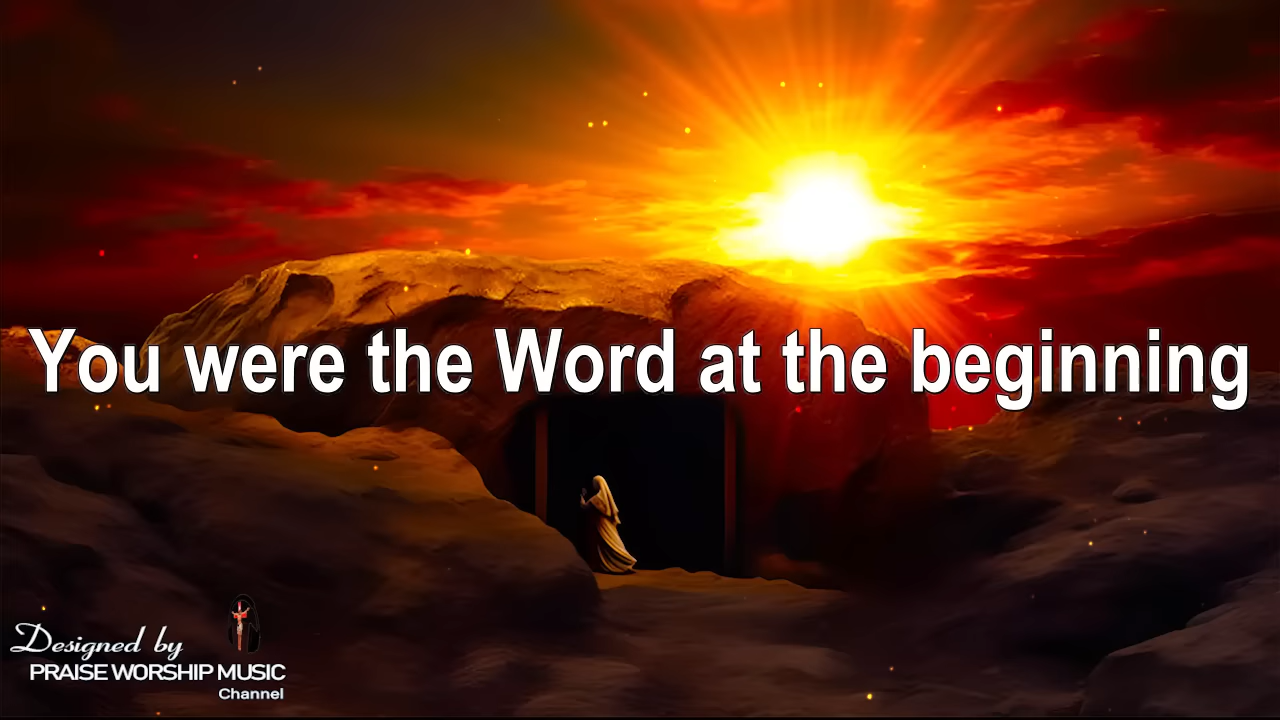 You were the Word at the beginning
Designed by
PRAISE WORSHIP MUSIC
Channel